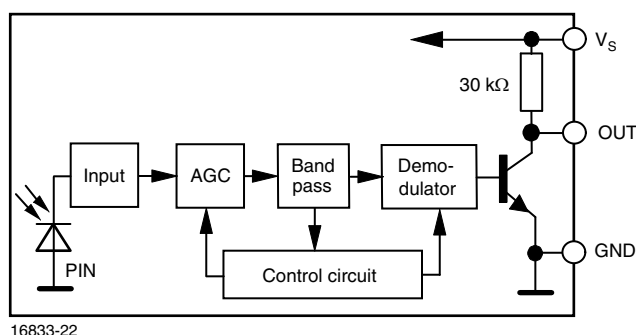 V_S
30 kΩ
OUT
Input
AGC
Band
pass
Demo-
dulator
GND
PIN
Control circuit
16833-22